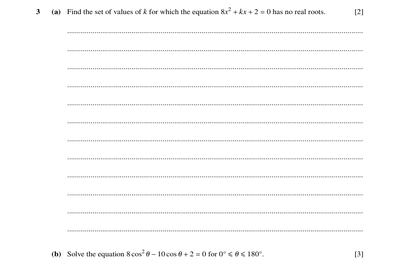 3 (a) Find the set of values of k for which the equation 8x² + kx + 2 = 0 has no real roots. [2]
(b) Solve the equation 8 cos² θ − 10 cos θ + 2 = 0 for 0° ⩽ θ ⩽ 180°. [3]